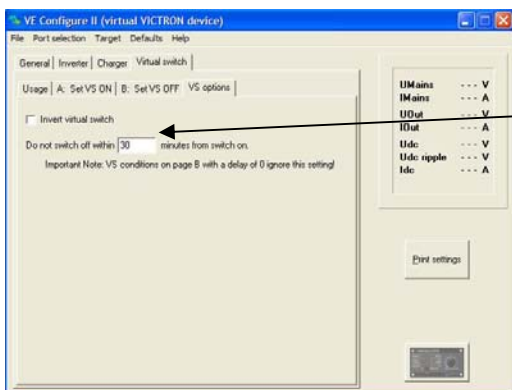 VE Configure II (virtual VICTRON device)
File Port selection Target Defaults Help
General Inverter Charger Virtual switch
Usage A: Set VS ON B: Set VS OFF VS options
Invert virtual switch
Do not switch off within 30 minutes from switch on.
Important Note: VS conditions on page B with a delay of 0 ignore this setting!
UMains --- V
IMains --- A
UOut --- V
IOut --- A
Udc --- V
Udc ripple --- V
Idc --- A
Print settings